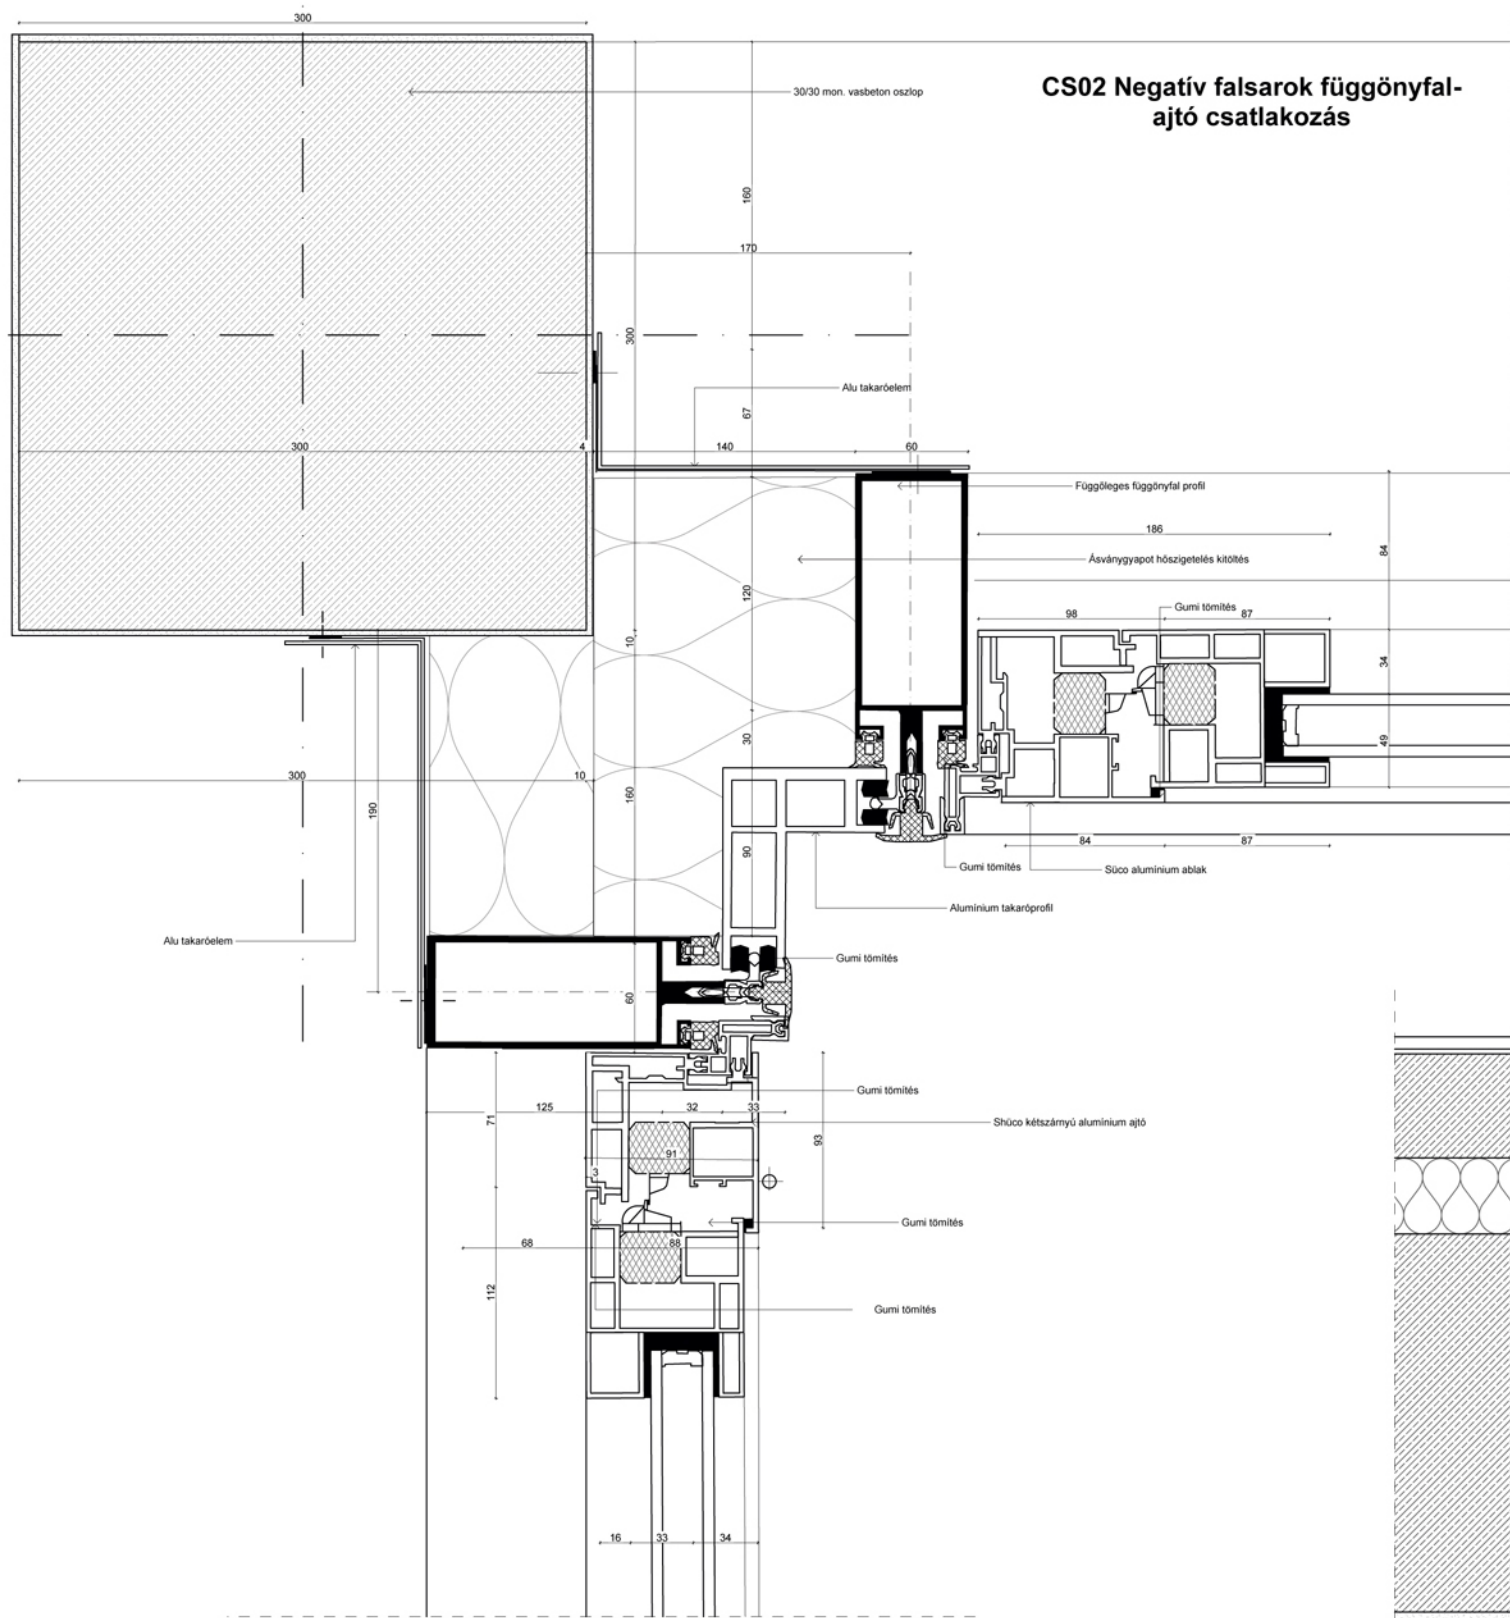 300
CS02 Negatív falsarok függönyfal-
ajtó csatlakozás
30/30 mon. vasbeton oszlop
160
170
300
Alu takaróelem
67
300
4
140
60
Függőleges függönyfal profil
186
84
Ásványgyapot hőszigetelés kitöltés
120
98
Gumi tömítés
87
10
34
30
49
300
10
190
160
90
84
87
Gumi tömítés
Süco alumínium ablak
Alumínium takaróprofil
Alu takaróelem
Gumi tömítés
60
Gumi tömítés
125
32
33
71
Shüco kétszárnyú alumínium ajtó
93
91
3
Gumi tömítés
68
88
112
Gumi tömítés
16
33
34